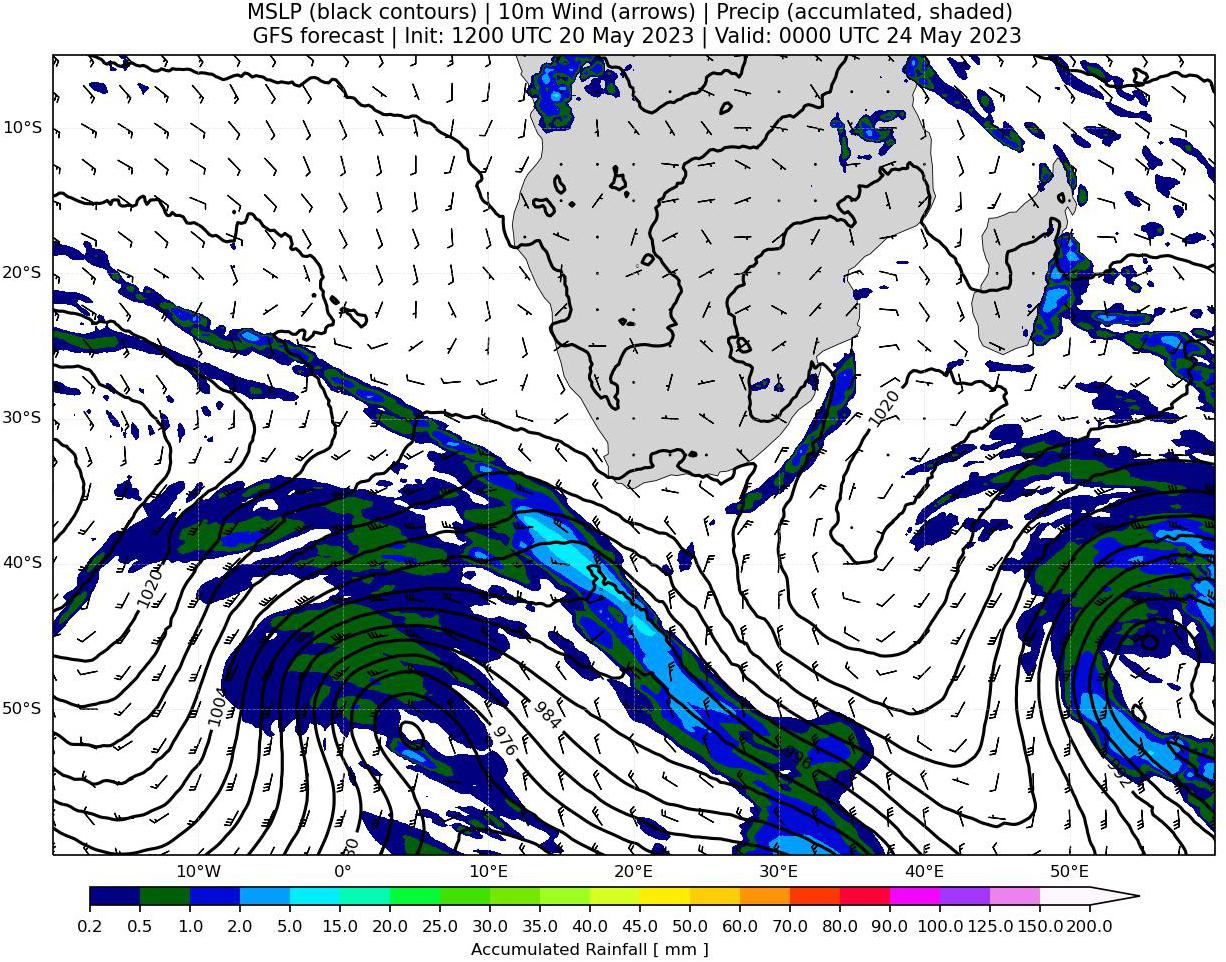 MSLP (black contours) | 10m Wind (arrows) | Precip (accumlated, shaded)
GFS forecast | Init: 1200 UTC 20 May 2023 | Valid: 0000 UTC 24 May 2023
10°S
20°S
30°S
1020
40°S
1020
50°S
1004
984
976
996
992
10°W 0° 10°E 20°E 30°E 40°E 50°E
0.2 0.5 1.0 2.0 5.0 10.0 15.0 20.0 25.0 30.0 35.0 40.0 45.0 50.0 60.0 70.0 80.0 90.0 100.0 125.0 150.0 200.0
Accumulated Rainfall [ mm ]